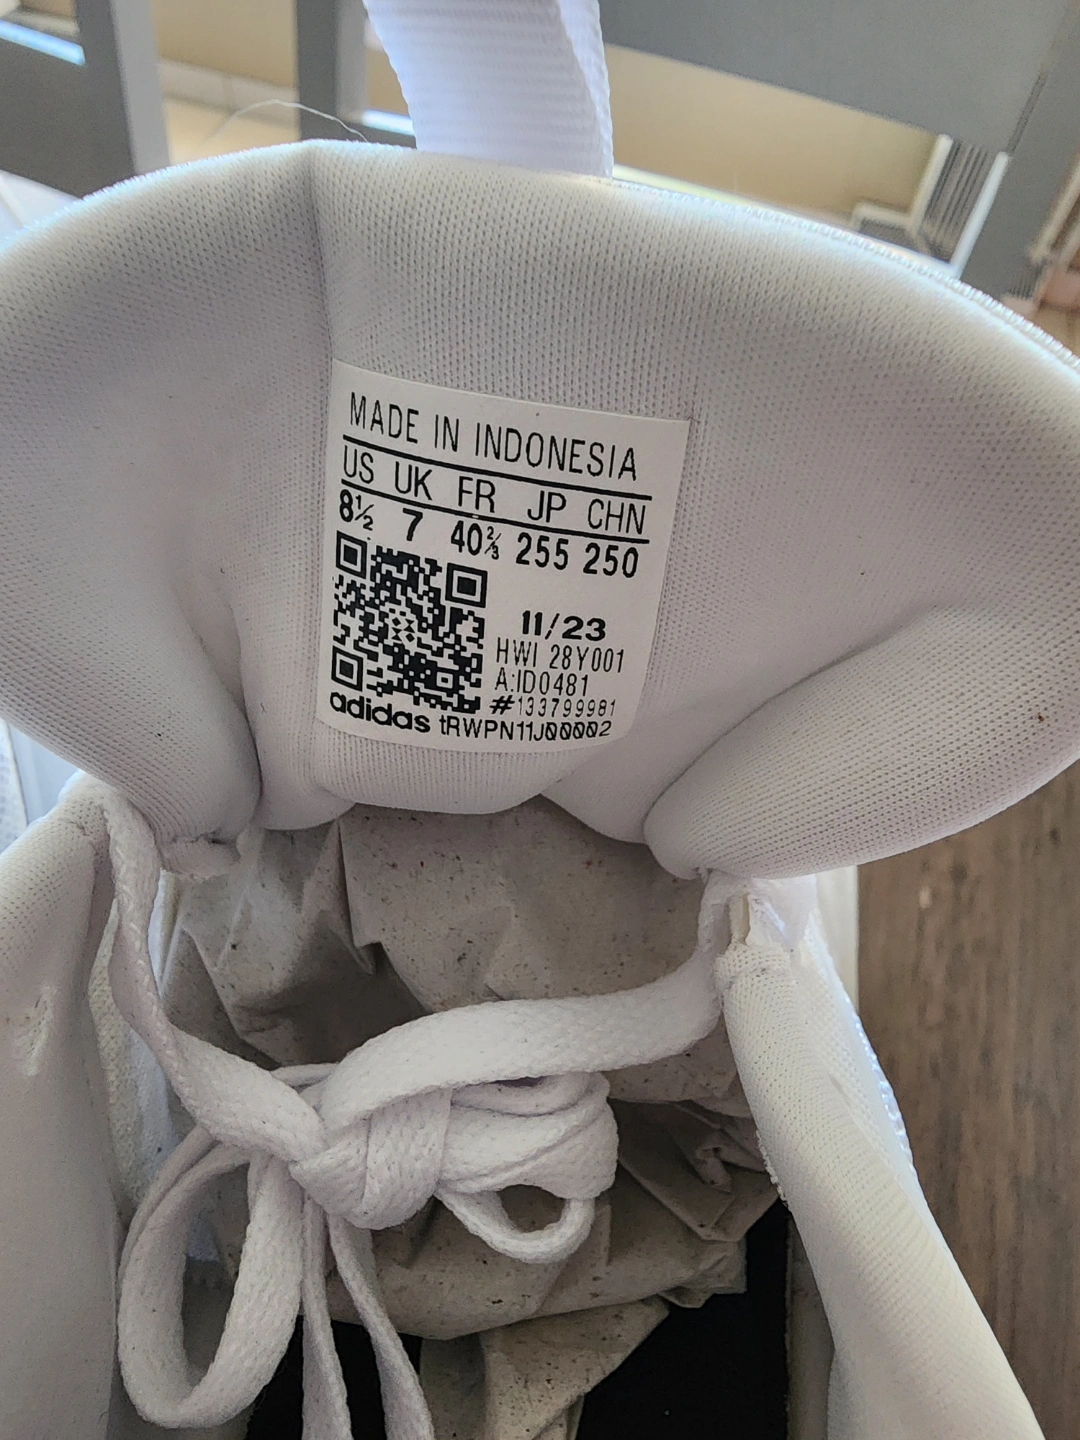 MADE IN INDONESIA
US UK FR JP CHN
8½ 7 40⅔ 255 250
11/23
HWI 28Y001
A:ID0481
#133799981
adidas tRWPN11J00002